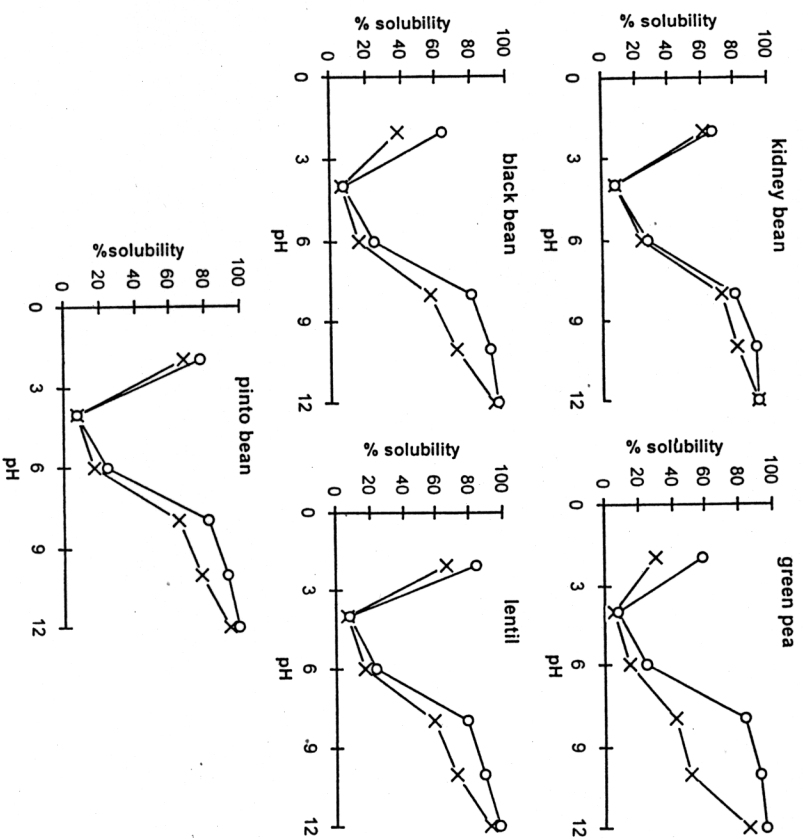 kidney bean
% solubility
100
80
60
40
20
0
0 3 6 9 12
pH
green pea
% solubility
100
80
60
40
20
0
0 3 6 9 12
pH
black bean
% solubility
100
80
60
40
20
0
0 3 6 9 12
pH
lentil
% solubility
100
80
60
40
20
0
0 3 6 9 12
pH
pinto bean
%solubility
100
80
60
40
20
0
0 3 6 9 12
pH